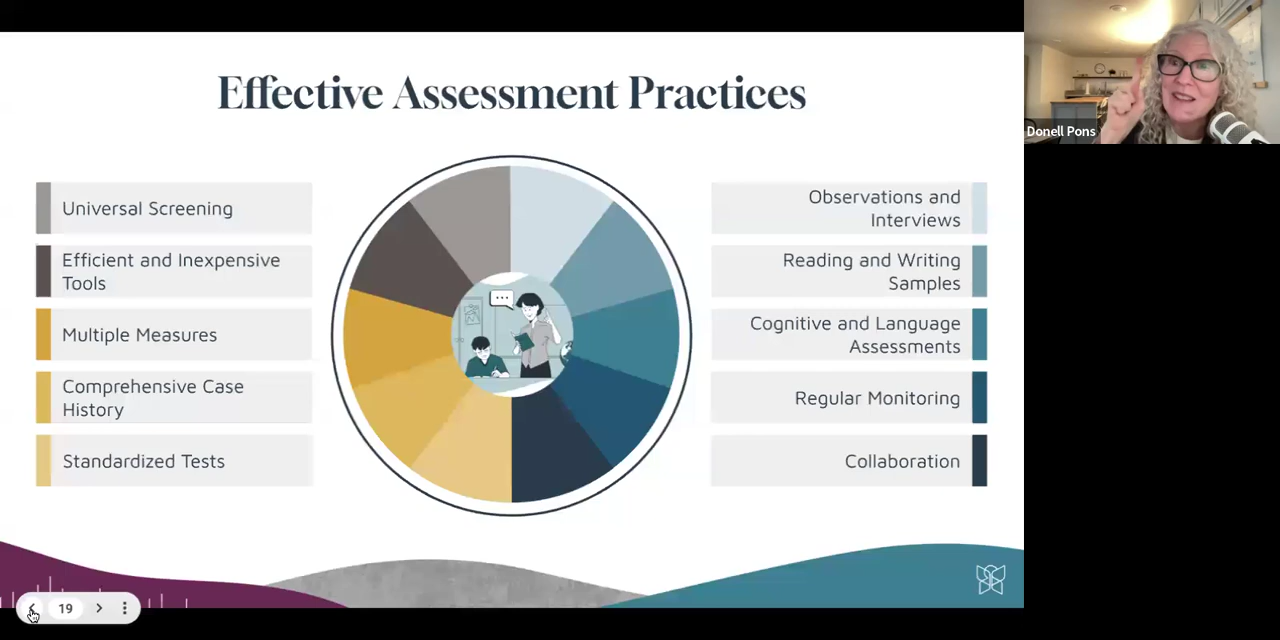 Effective Assessment Practices
Universal Screening
Efficient and Inexpensive
Tools
Multiple Measures
Comprehensive Case
History
Standardized Tests
Observations and
Interviews
Reading and Writing
Samples
Cognitive and Language
Assessments
Regular Monitoring
Collaboration
Donell Pons
19